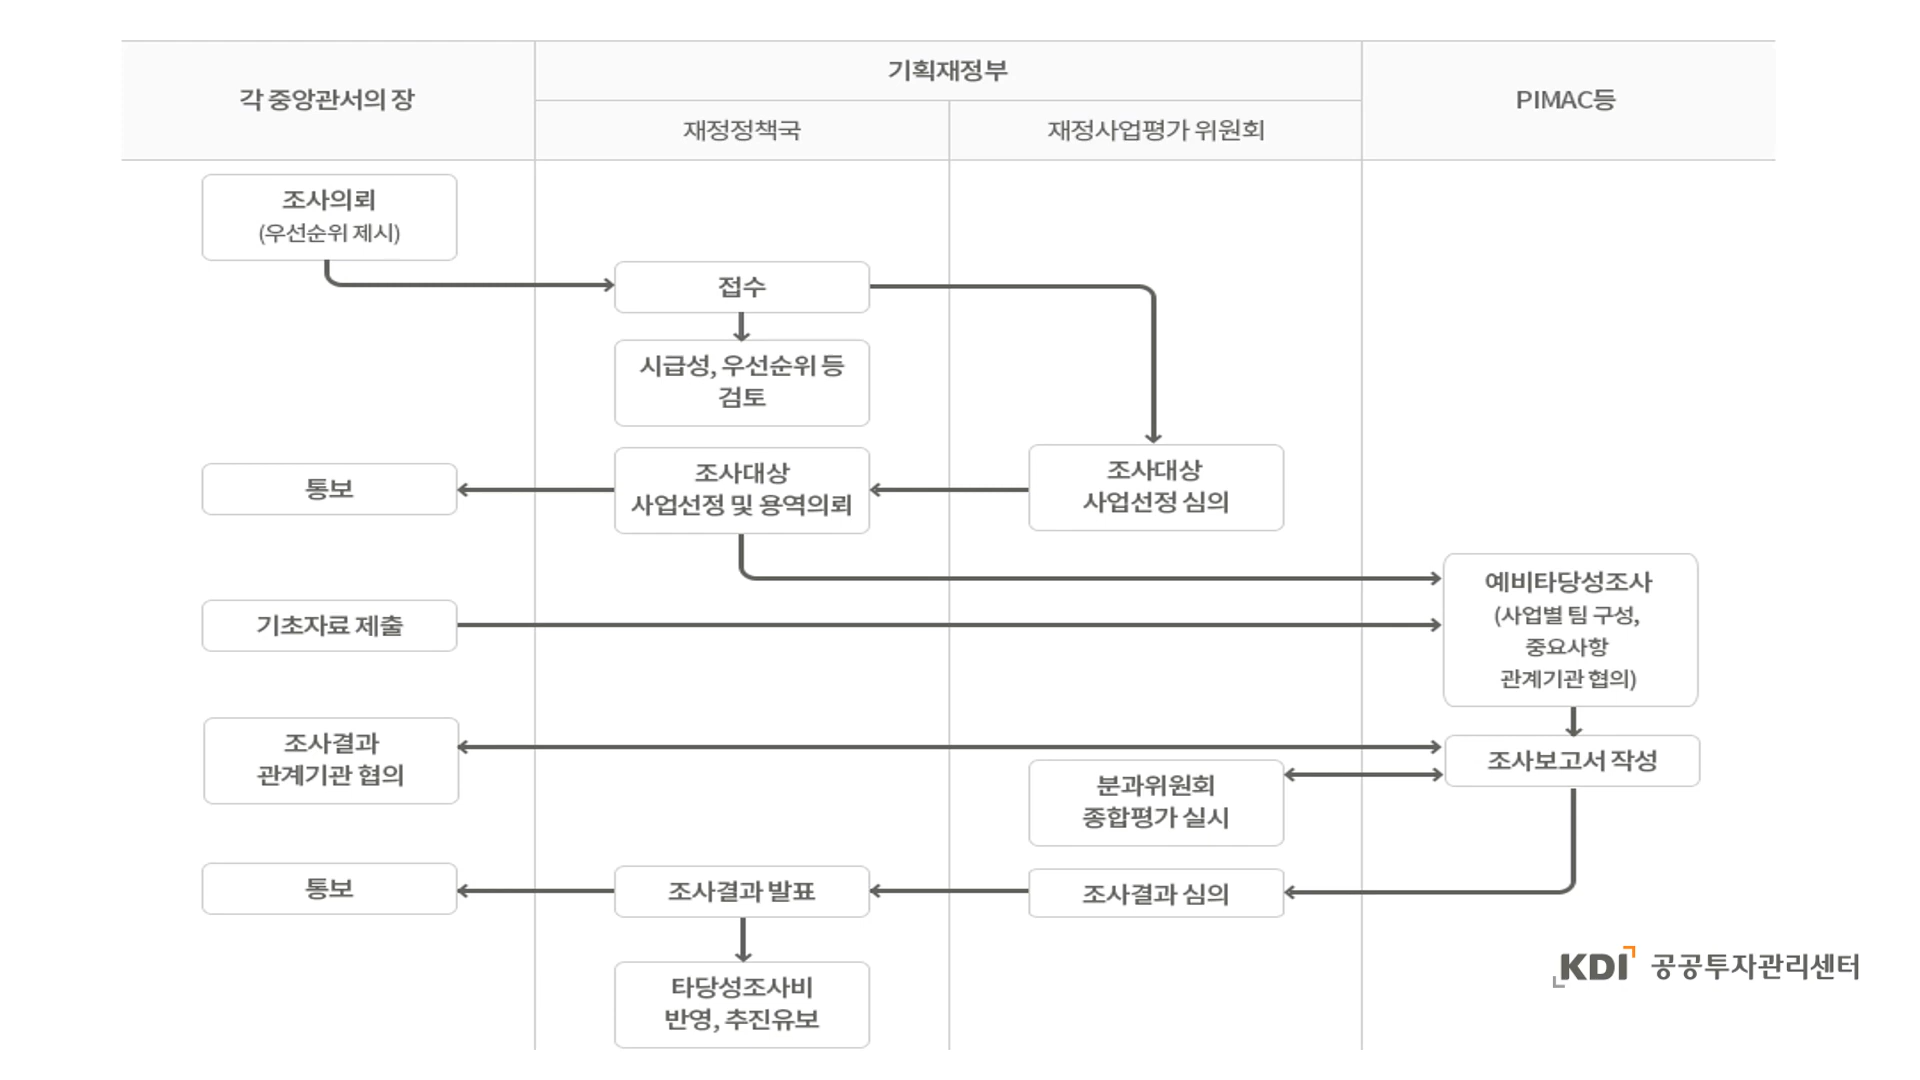 각 중앙관서의 장
기획재정부
PIMAC등
재정정책국
재정사업평가 위원회
조사의뢰
(우선순위 제시)
접수
시급성, 우선순위 등
검토
통보
조사대상
사업선정 및 용역의뢰
조사대상
사업선정 심의
예비타당성조사
(사업별 팀 구성,
중요사항
관계기관 협의)
기초자료 제출
조사결과
관계기관 협의
조사보고서 작성
분과위원회
종합평가 실시
통보
조사결과 발표
조사결과 심의
타당성조사비
반영, 추진유보
KDI 공공투자관리센터